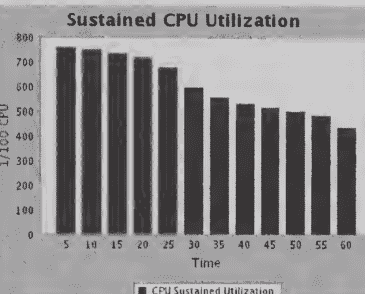 Sustained CPU Utilization
800
700
600
500
400
300
200
100
0
1/100 CPU
5 10 15 20 25 30 35 40 45 50 55 60
Time
CPU Sustained Utilization